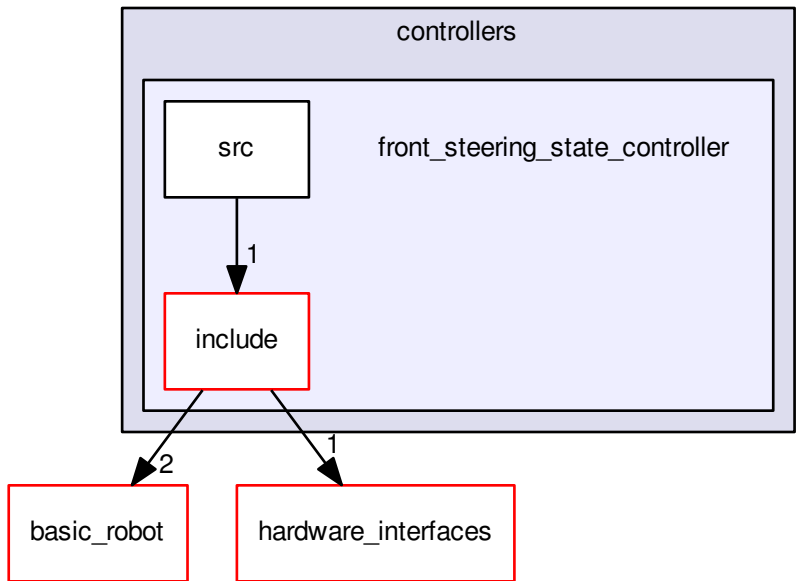 controllers
src
front_steering_state_controller
1
include
1
2
basic_robot
hardware_interfaces